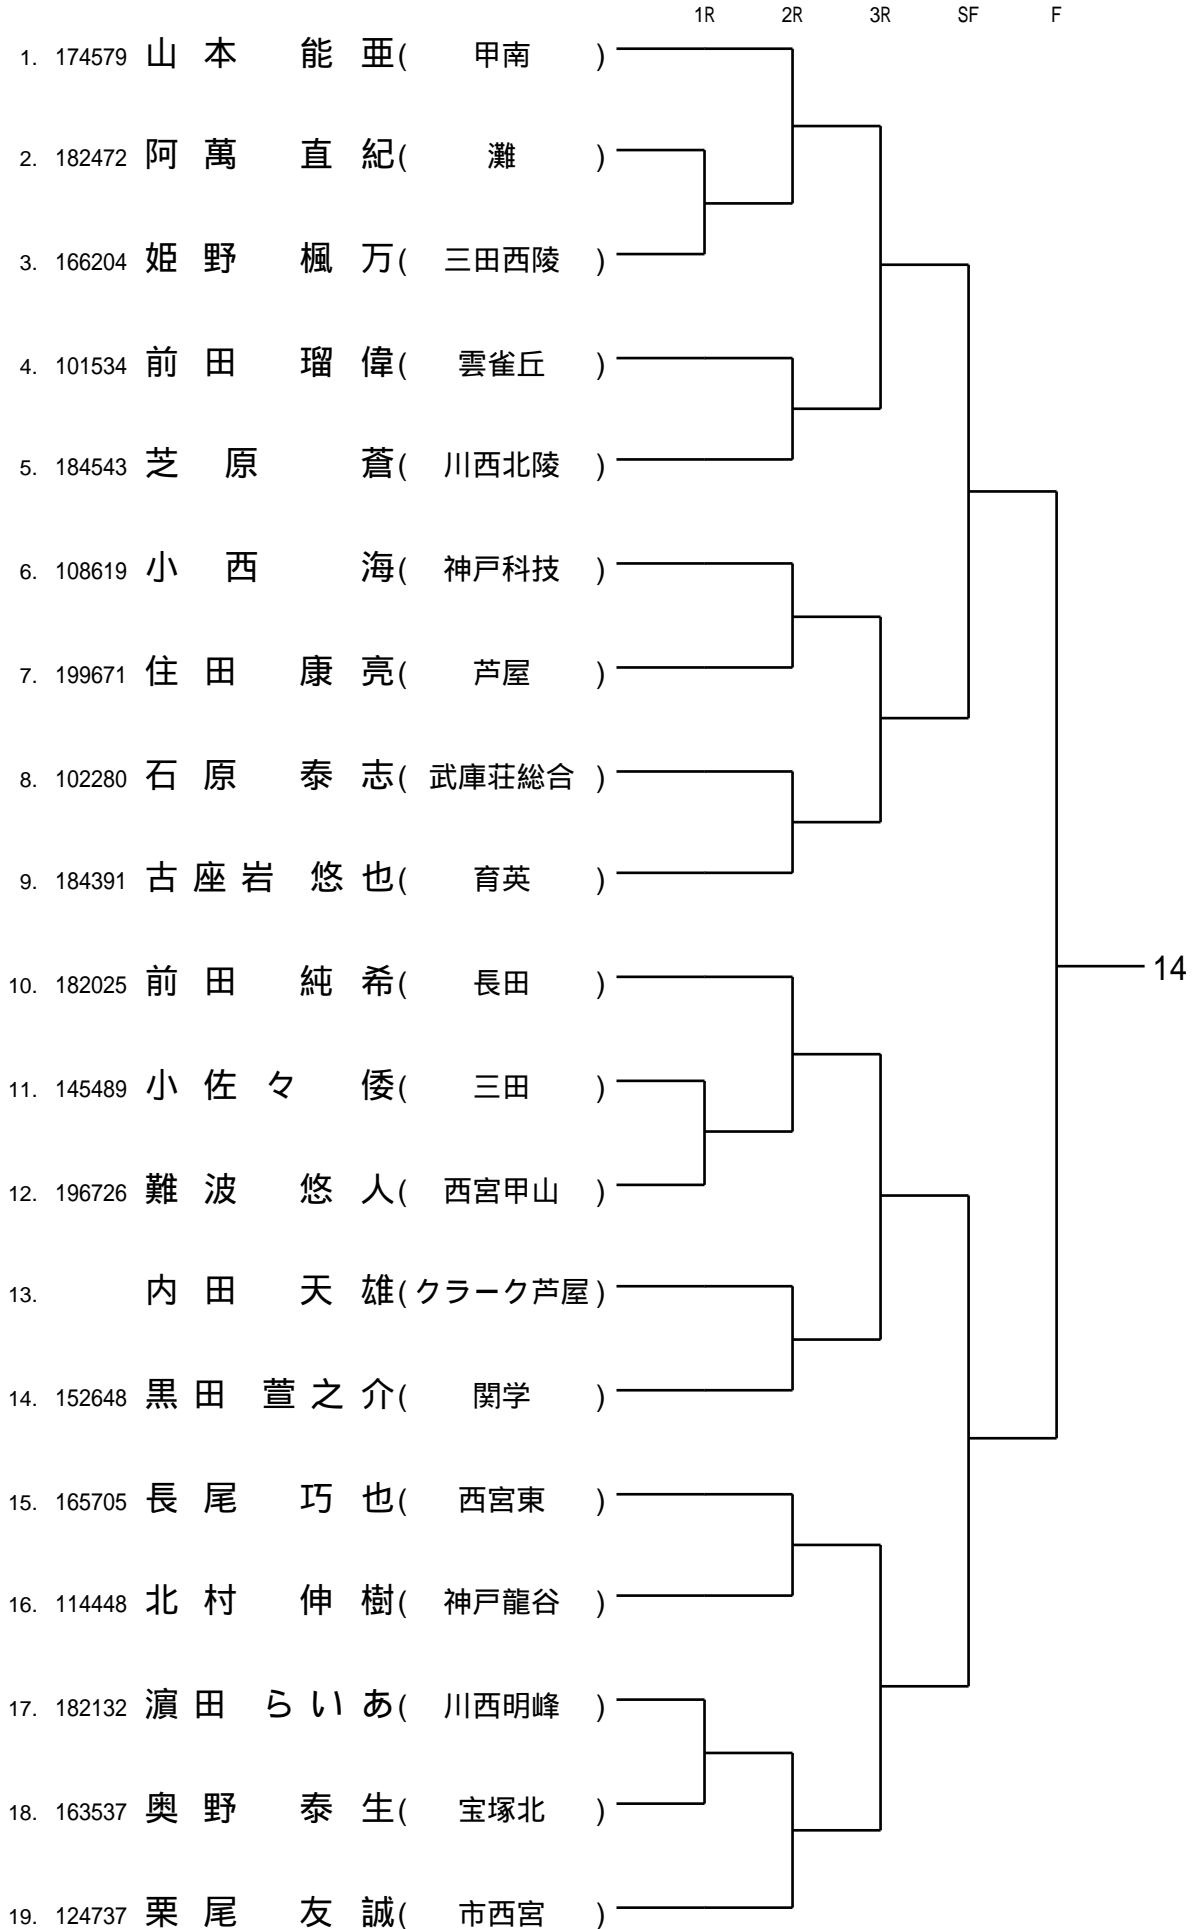 1R 2R 3R SF F
1. 174579 山本 能亜( 甲南 )
2. 182472 阿萬 直紀( 灘 )
3. 166204 姫野 楓万( 三田西陵 )
4. 101534 前田 瑠偉( 雲雀丘 )
5. 184543 芝原 蒼( 川西北陵 )
6. 108619 小西 海( 神戸科技 )
7. 199671 住田 康亮( 芦屋 )
8. 102280 石原 泰志( 武庫荘総合 )
9. 184391 古座岩 悠也( 育英 )
14
10. 182025 前田 純希( 長田 )
11. 145489 小佐々 倭( 三田 )
12. 196726 難波 悠人( 西宮甲山 )
13. 内田 天雄( クラーク芦屋 )
14. 152648 黒田 萱之介( 関学 )
15. 165705 長尾 巧也( 西宮東 )
16. 114448 北村 伸樹( 神戸龍谷 )
17. 182132 濵田 らいあ( 川西明峰 )
18. 163537 奥野 泰生( 宝塚北 )
19. 124737 栗尾 友誠( 市西宮 )